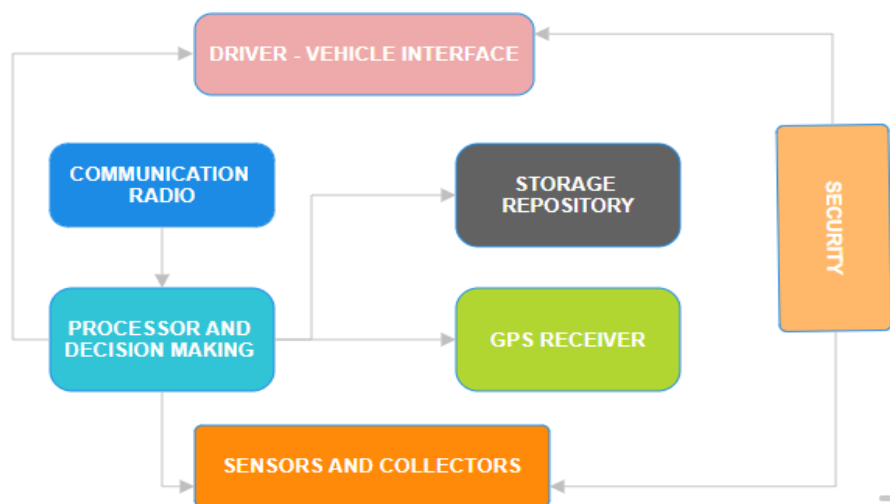 DRIVER - VEHICLE INTERFACE
COMMUNICATION
RADIO
STORAGE
REPOSITORY
SECURITY
PROCESSOR AND
DECISION MAKING
GPS RECEIVER
SENSORS AND COLLECTORS